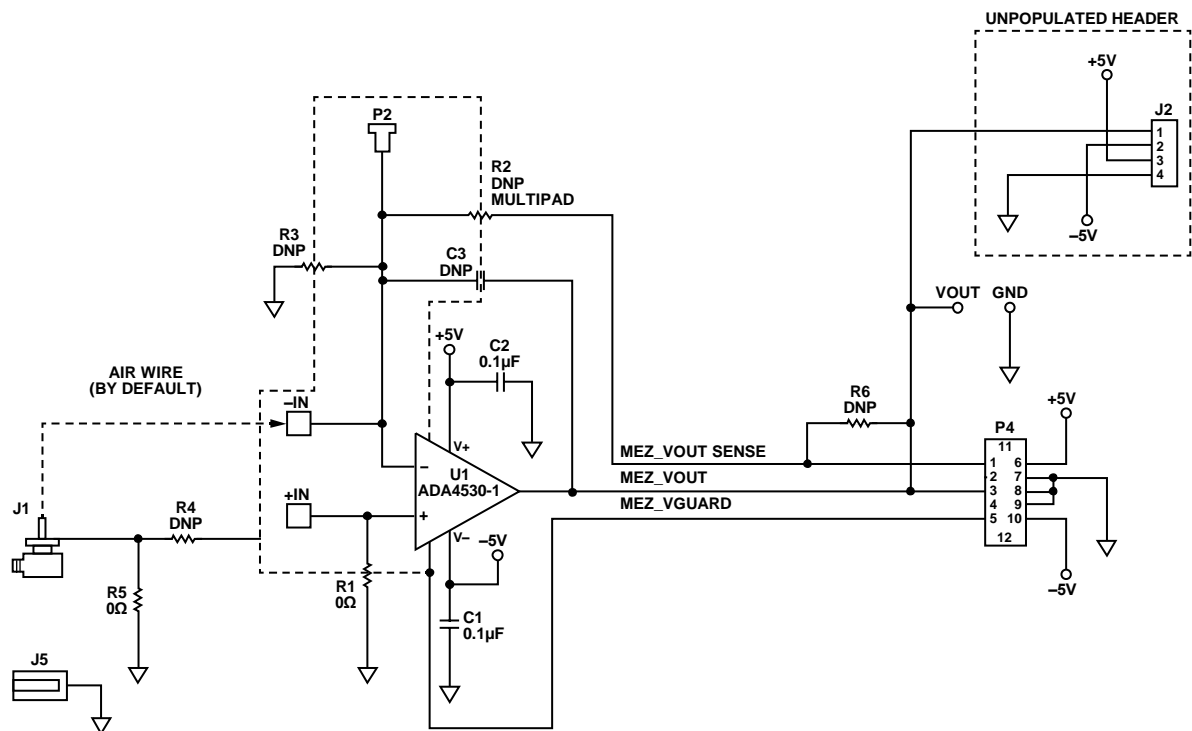 UNPOPULATED HEADER
+5V
J2
1
2
3
4
–5V
P2
R2
DNP
MULTIPAD
R3
DNP
C3
DNP
VOUT
GND
+5V
C2
0.1µF
AIR WIRE
(BY DEFAULT)
–IN
R6
DNP
+5V
P4
11
1
6
2
7
3
8
4
9
5
10
12
–5V
MEZ_VOUT SENSE
MEZ_VOUT
MEZ_VGUARD
V+
–
U1
ADA4530-1
+
V–
–5V
+IN
J1
R4
DNP
R5
0Ω
R1
0Ω
C1
0.1µF
J5